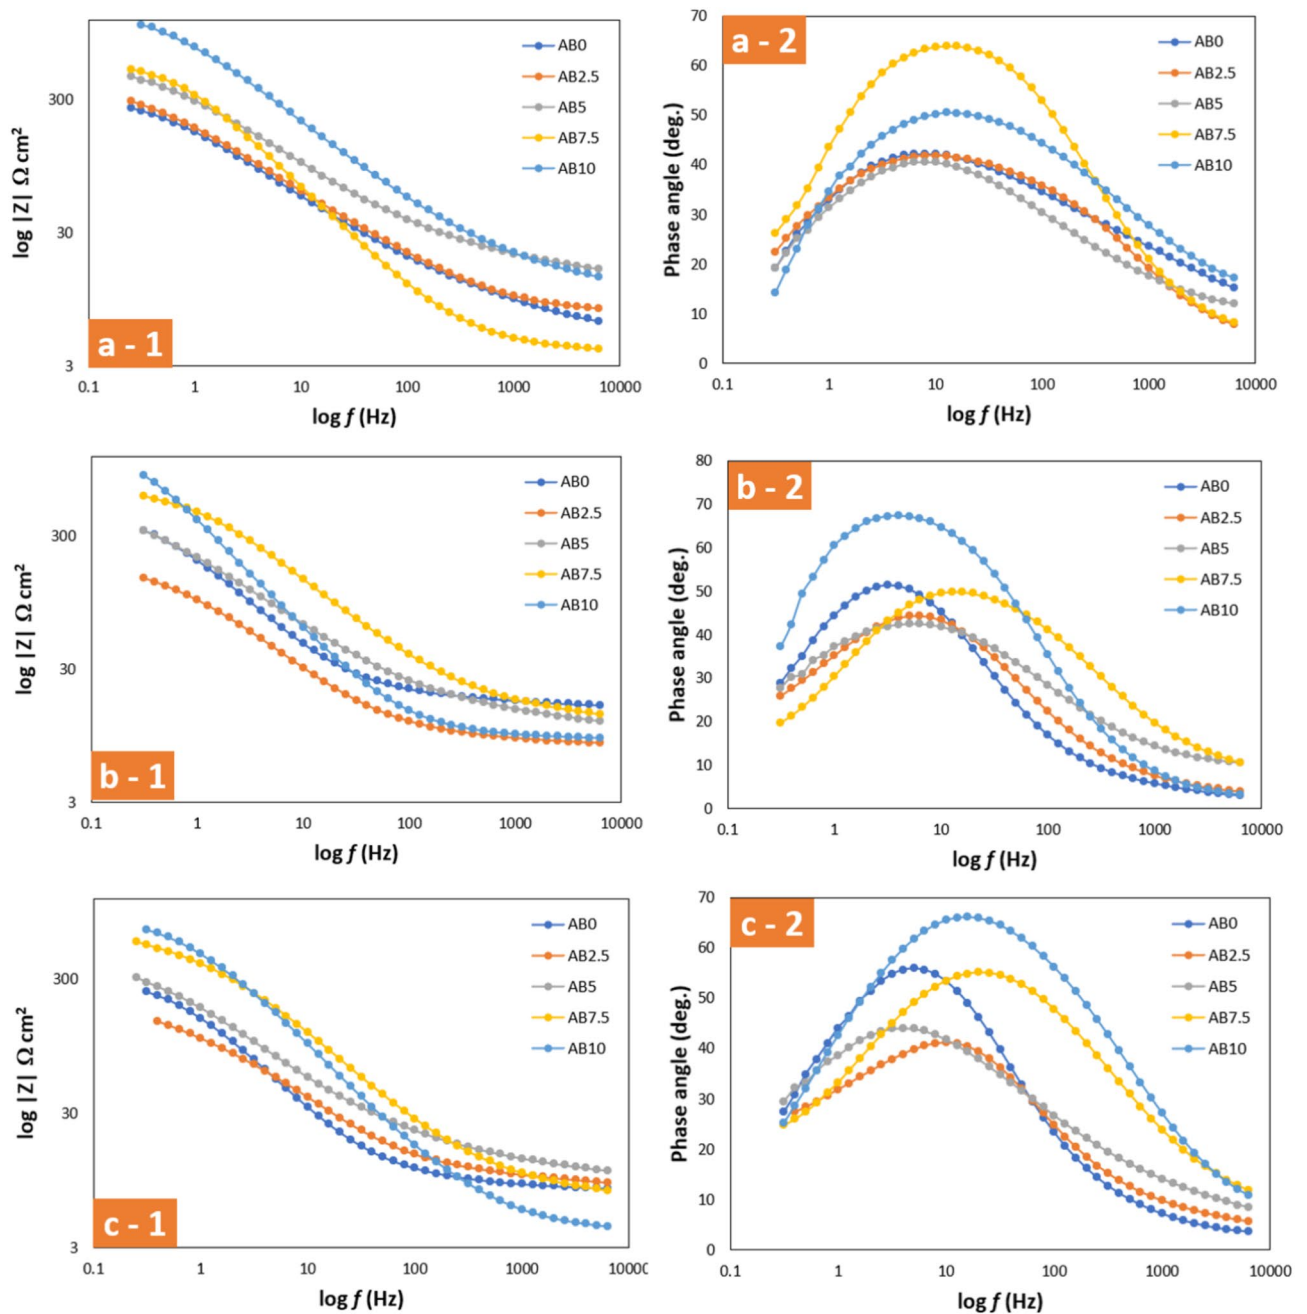 a - 1
log |Z| Ω cm²
300
30
3
0.1 1 10 100 1000 10000
log f (Hz)
AB0
AB2.5
AB5
AB7.5
AB10
a - 2
Phase angle (deg.)
70
60
50
40
30
20
10
0
0.1 1 10 100 1000 10000
log f (Hz)
AB0
AB2.5
AB5
AB7.5
AB10
b - 1
log |Z| Ω cm²
300
30
3
0.1 1 10 100 1000 10000
log f (Hz)
AB0
AB2.5
AB5
AB7.5
AB10
b - 2
Phase angle (deg.)
80
70
60
50
40
30
20
10
0
0.1 1 10 100 1000 10000
log f (Hz)
AB0
AB2.5
AB5
AB7.5
AB10
c - 1
log |Z| Ω cm²
300
30
3
0.1 1 10 100 1000 10000
log f (Hz)
AB0
AB2.5
AB5
AB7.5
AB10
c - 2
Phase angle (deg.)
70
60
50
40
30
20
10
0
0.1 1 10 100 1000 10000
log f (Hz)
AB0
AB2.5
AB5
AB7.5
AB10